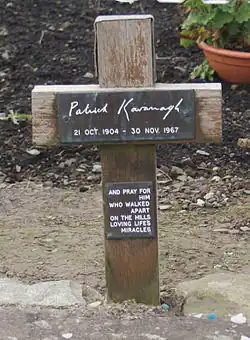 Patrick Kavanagh
21 OCT. 1904 – 30 NOV. 1967
AND PRAY FOR
HIM
WHO WALKED
APART
ON THE HILLS
LOVING LIFE'S
MIRACLES